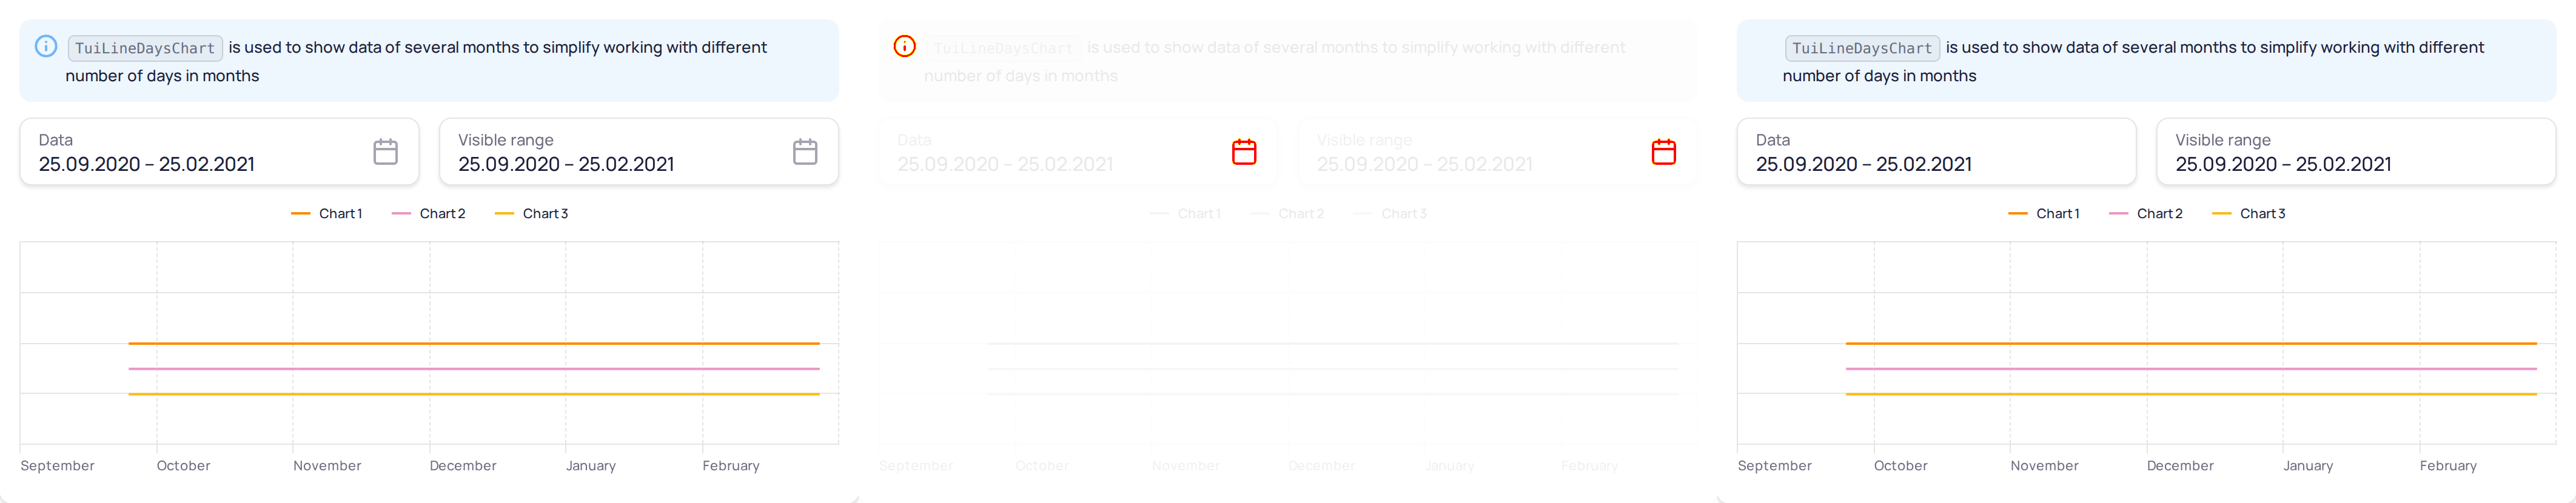 TuiLineDaysChart is used to show data of several months to simplify working with different
number of days in months
Data
25.09.2020 – 25.02.2021
Visible range
25.09.2020 – 25.02.2021
Chart 1 Chart 2 Chart 3
September October November December January February
TuiLineDaysChart is used to show data of several months to simplify working with different
number of days in months
Data
25.09.2020 – 25.02.2021
Visible range
25.09.2020 – 25.02.2021
Chart 1 Chart 2 Chart 3
September October November December January February
TuiLineDaysChart is used to show data of several months to simplify working with different
number of days in months
Data
25.09.2020 – 25.02.2021
Visible range
25.09.2020 – 25.02.2021
Chart 1 Chart 2 Chart 3
September October November December January February